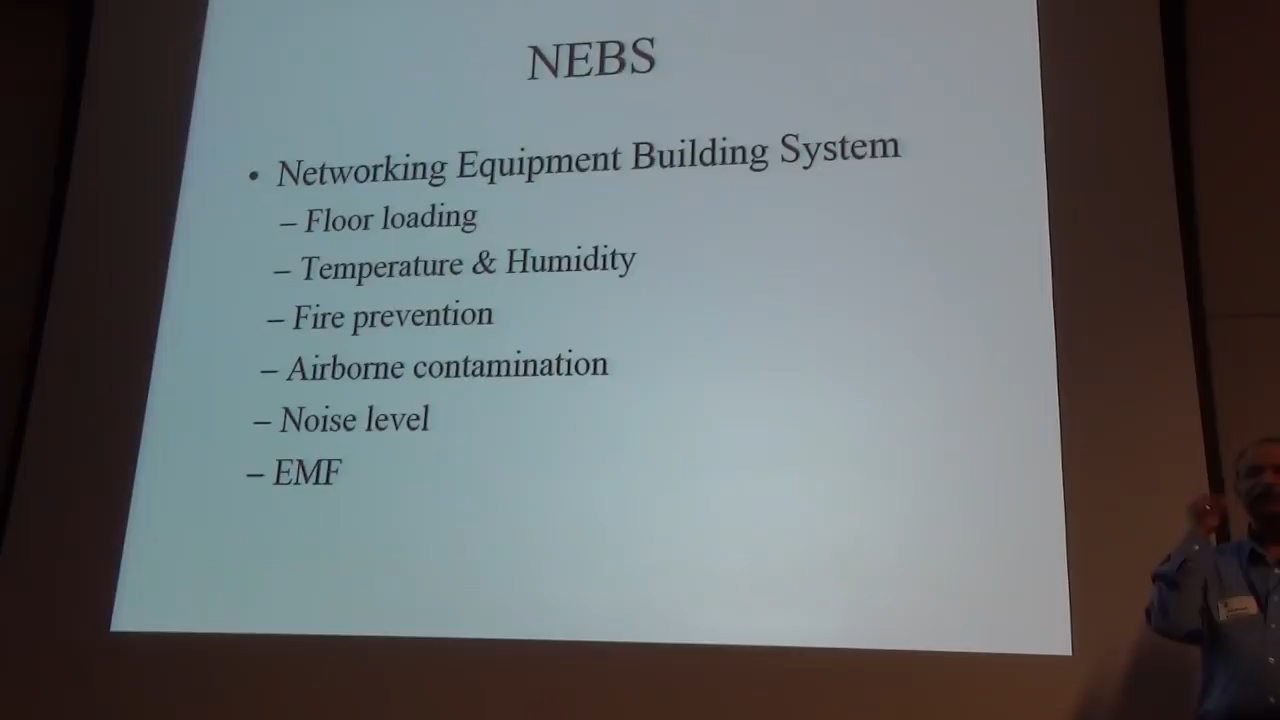 NEBS
• Networking Equipment Building System
– Floor loading
– Temperature & Humidity
– Fire prevention
– Airborne contamination
– Noise level
– EMF